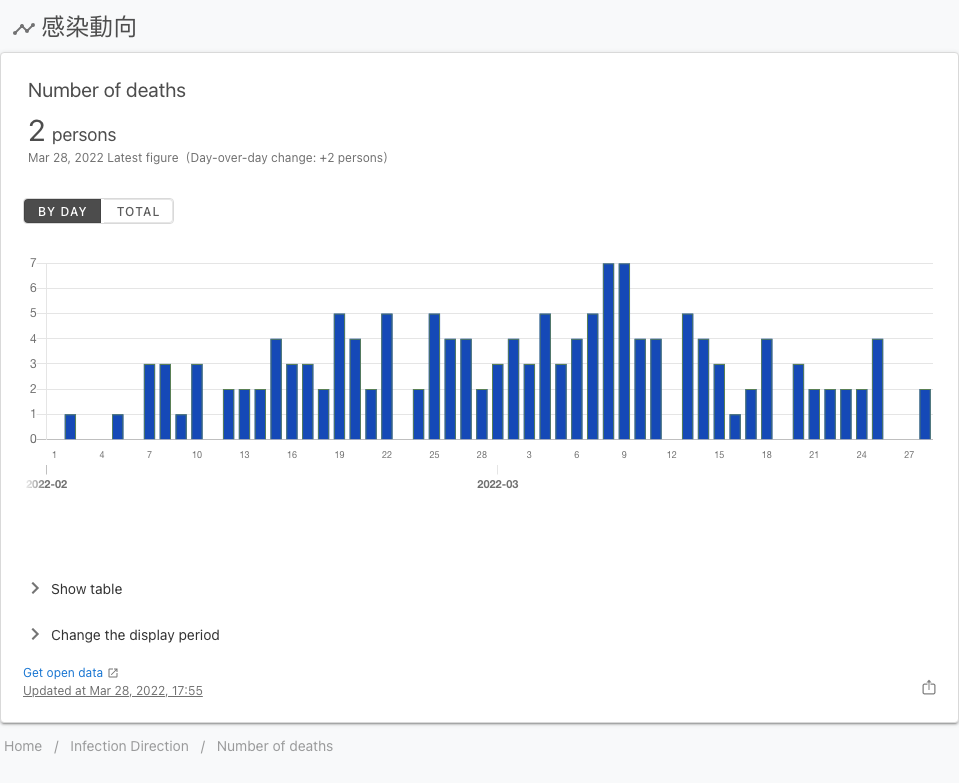 感染動向
Number of deaths
2 persons
Mar 28, 2022 Latest figure (Day-over-day change: +2 persons)
BY DAY TOTAL
7
6
5
4
3
2
1
0
1 4 7 10 13 16 19 22 25 28 3 6 9 12 15 18 21 24 27
2022-02 2022-03
Show table
Change the display period
Get open data
Updated at Mar 28, 2022, 17:55
Home / Infection Direction / Number of deaths